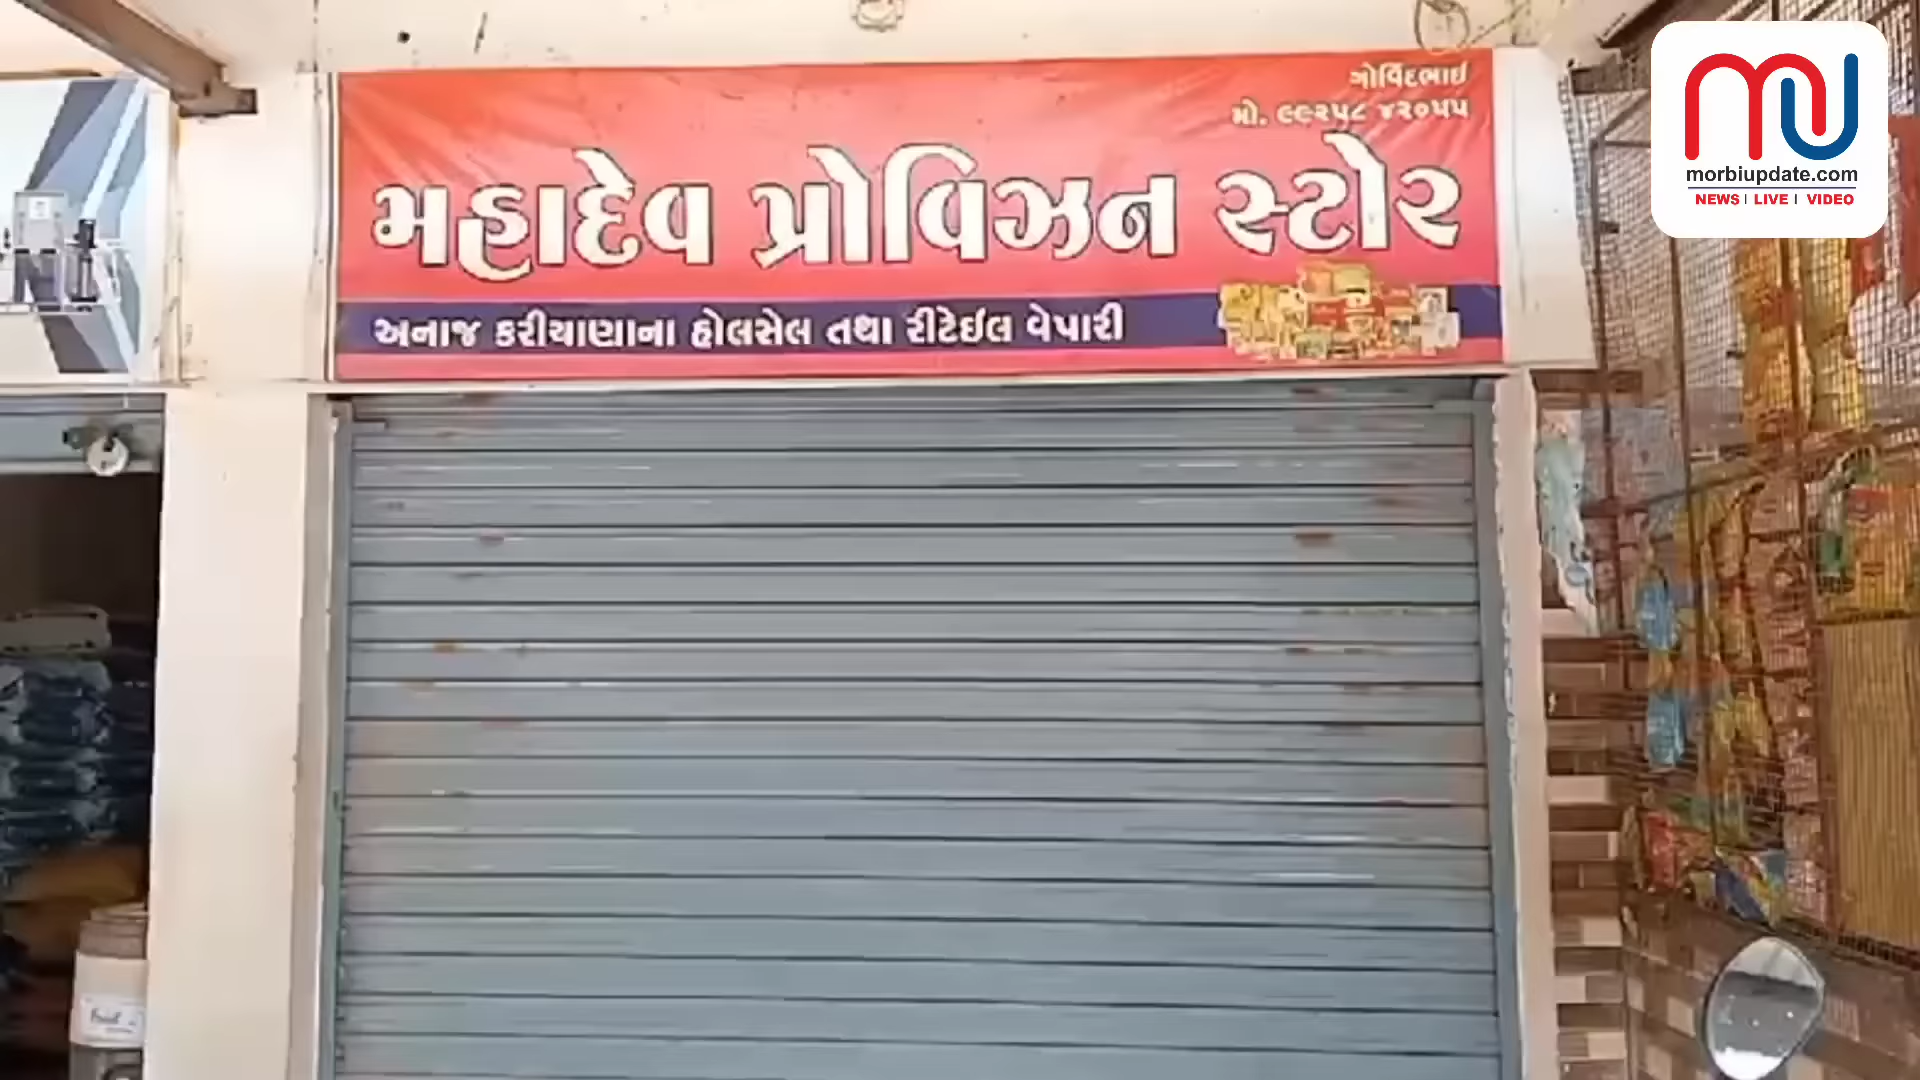 ગોવિંદભાઈ
મો. ૯૯૨૫૮ ૪૨૦૫૫
મહાદેવ પ્રોવિઝન સ્ટોર
અનાજ કરીયાણાના હોલસેલ તથા રીટેઈલ વેપારી
morbiupdate.com
NEWS | LIVE | VIDEO